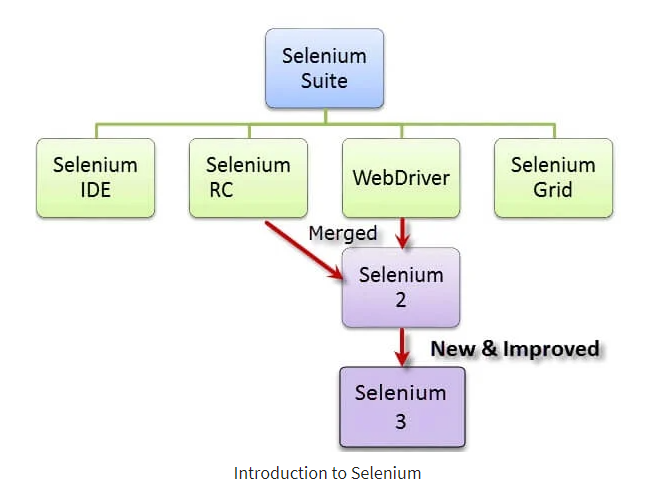 Selenium
Suite
Selenium
IDE
Selenium
RC
WebDriver
Selenium
Grid
Merged
Selenium
2
New & Improved
Selenium
3
Introduction to Selenium